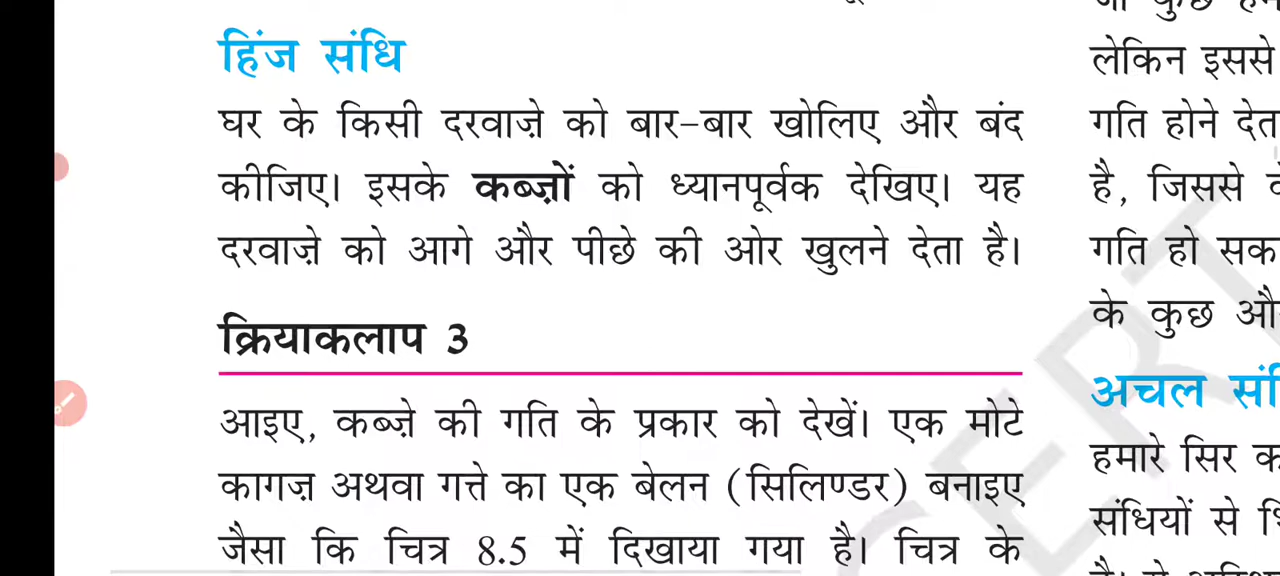 हिंज संधि
घर के किसी दरवाज़े को बार-बार खोलिए और बंद
कीजिए। इसके कब्ज़ों को ध्यानपूर्वक देखिए। यह
दरवाज़े को आगे और पीछे की ओर खुलने देता है।
क्रियाकलाप 3
आइए, कब्ज़े की गति के प्रकार को देखें। एक मोटे
कागज़ अथवा गत्ते का एक बेलन (सिलिण्डर) बनाइए
जैसा कि चित्र 8.5 में दिखाया गया है। चित्र के
लेकिन इससे
गति होने देता
है, जिससे
गति हो सक
के कुछ औ
अचल सं
हमारे सिर क
संधियों से